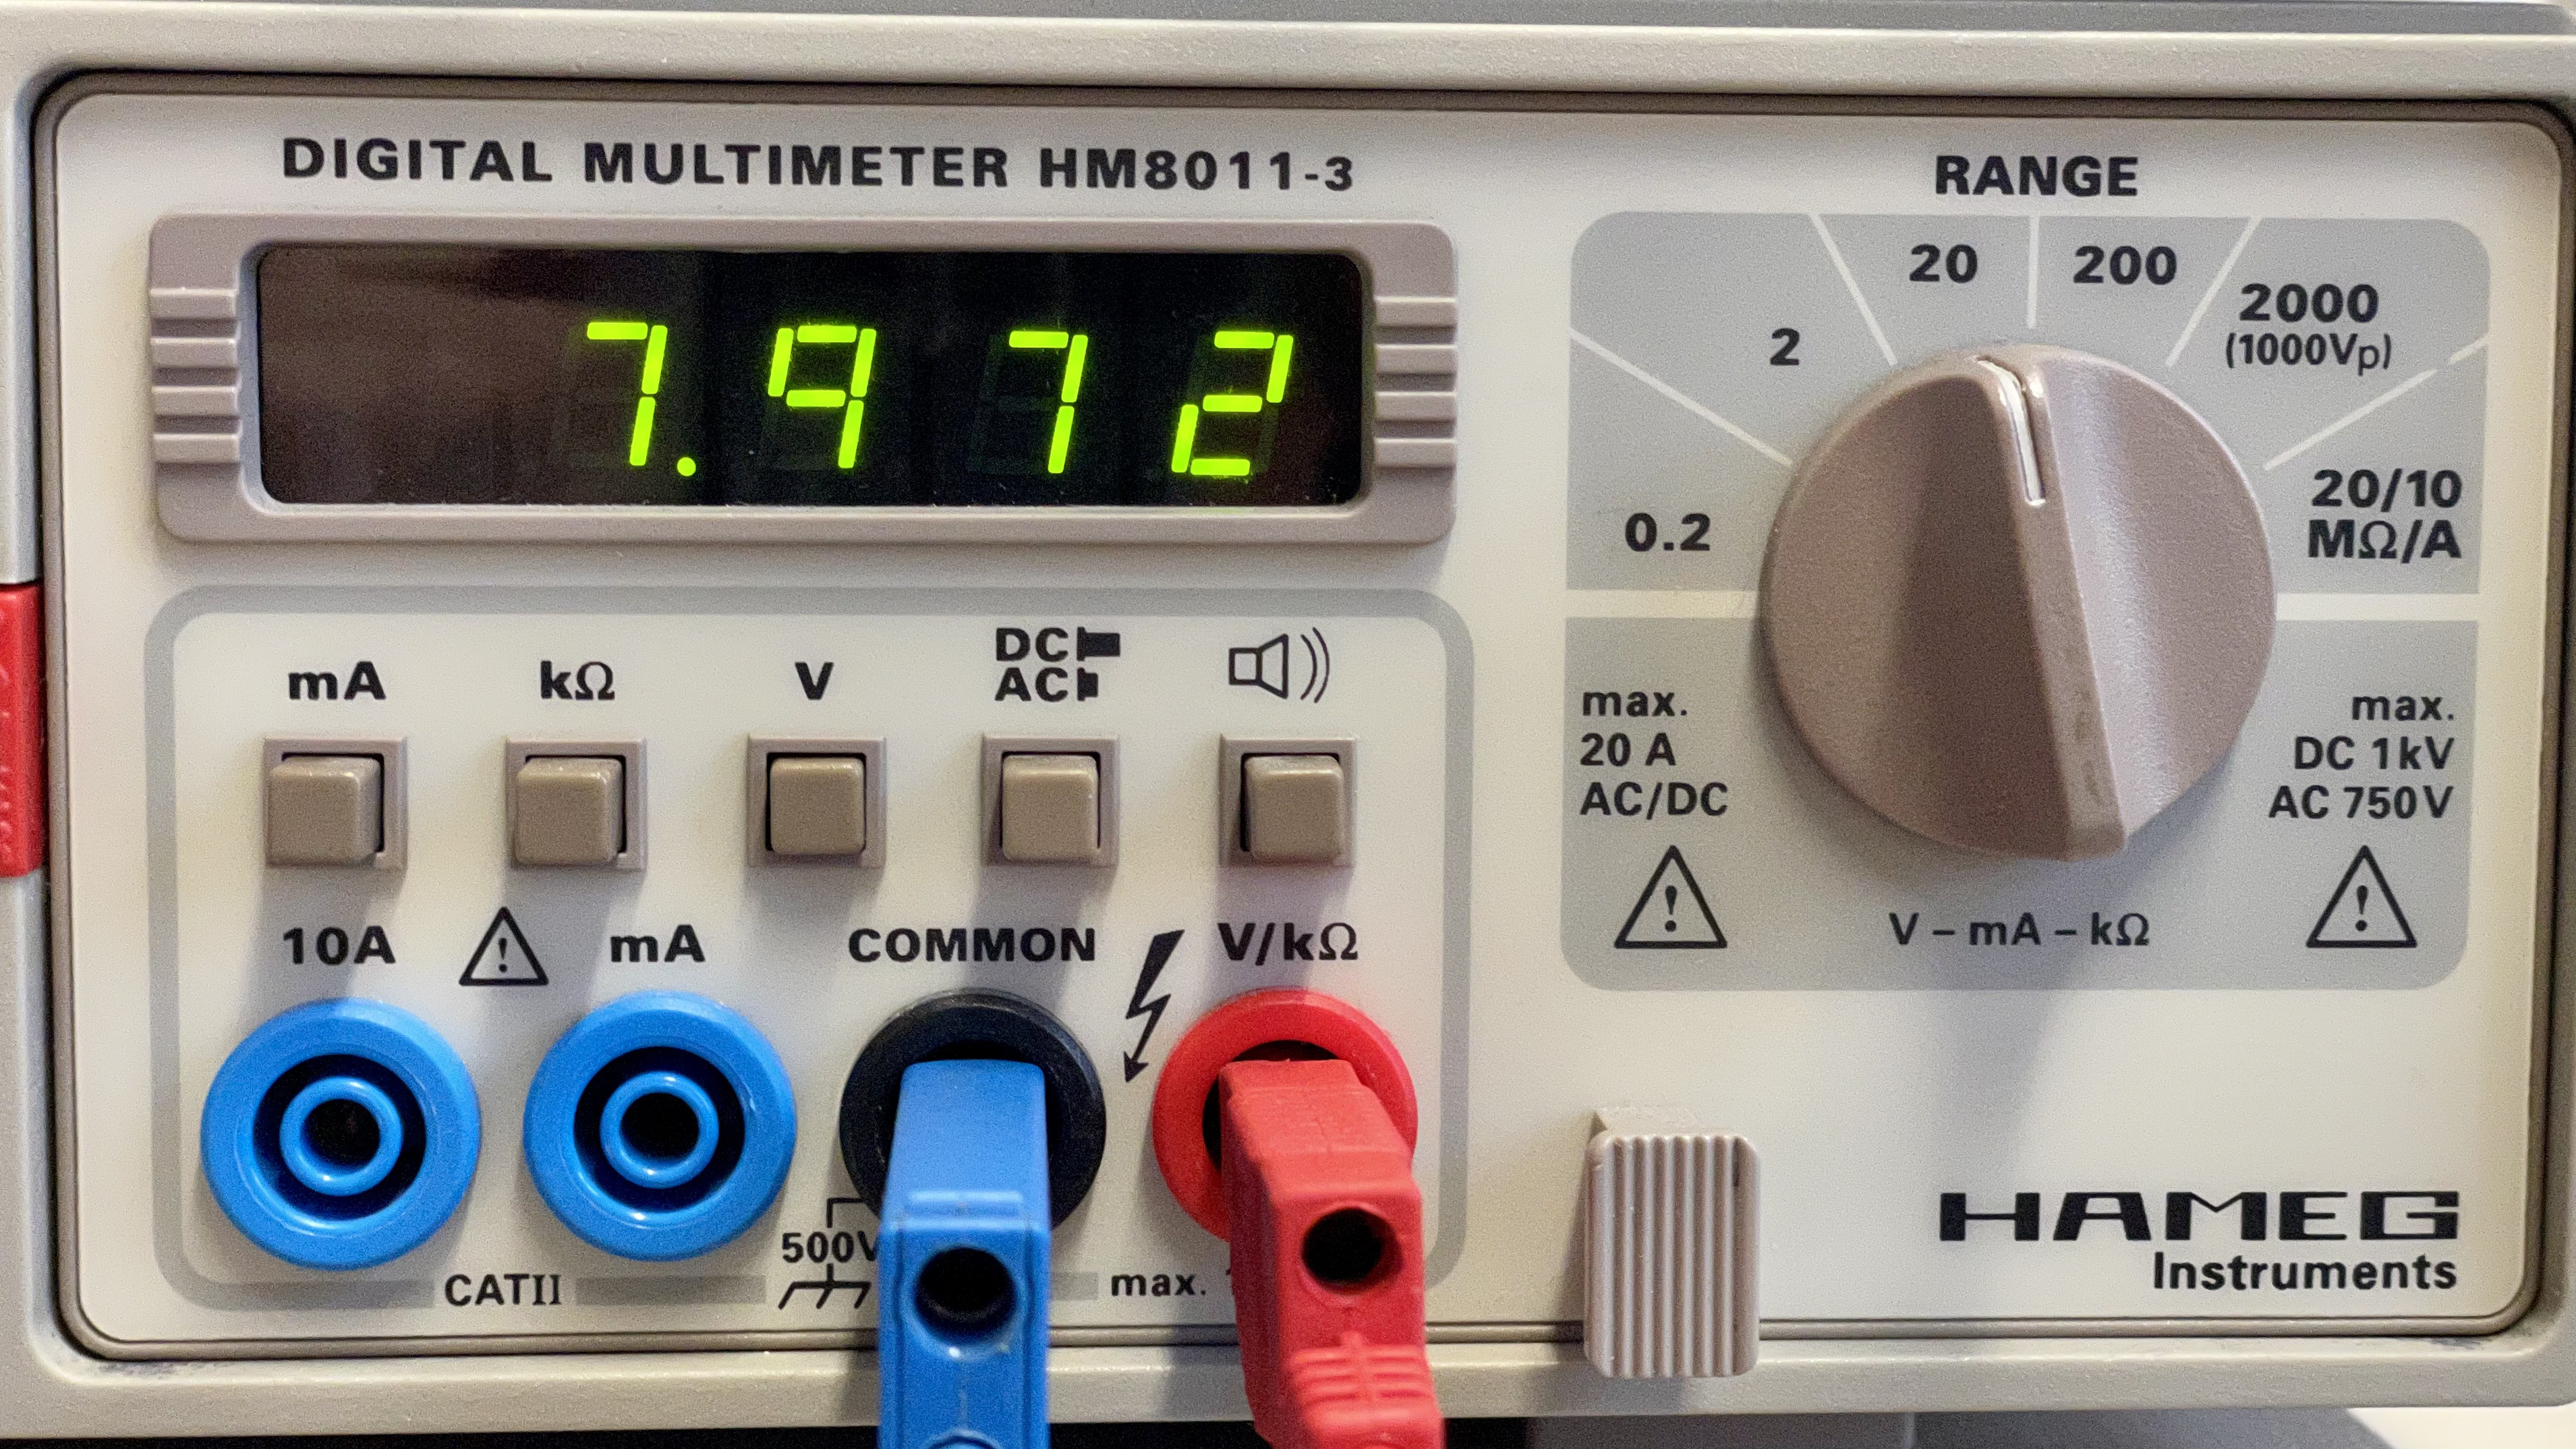 DIGITAL MULTIMETER HM8011-3
7.972
RANGE
0.2
2
20
200
2000
(1000Vp)
20/10
MΩ/A
mA
kΩ
V
DC
AC
max.
20 A
AC/DC
max.
DC 1kV
AC 750V
V – mA – kΩ
10A
mA
COMMON
V/kΩ
500V
CATII
max.
HAMEG
Instruments